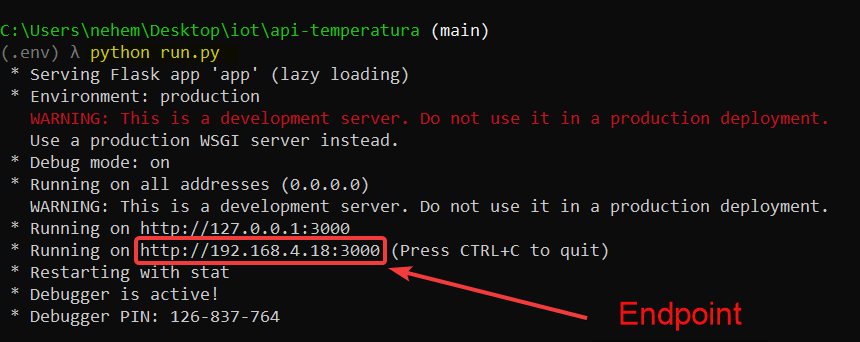 C:\Users\nehem\Desktop\iot\api-temperatura (main)
(.env) λ python run.py
* Serving Flask app 'app' (lazy loading)
* Environment: production
WARNING: This is a development server. Do not use it in a production deployment.
Use a production WSGI server instead.
* Debug mode: on
* Running on all addresses (0.0.0.0)
WARNING: This is a development server. Do not use it in a production deployment.
* Running on http://127.0.0.1:3000
* Running on http://192.168.4.18:3000 (Press CTRL+C to quit)
* Restarting with stat
* Debugger is active!
* Debugger PIN: 126-837-764
Endpoint